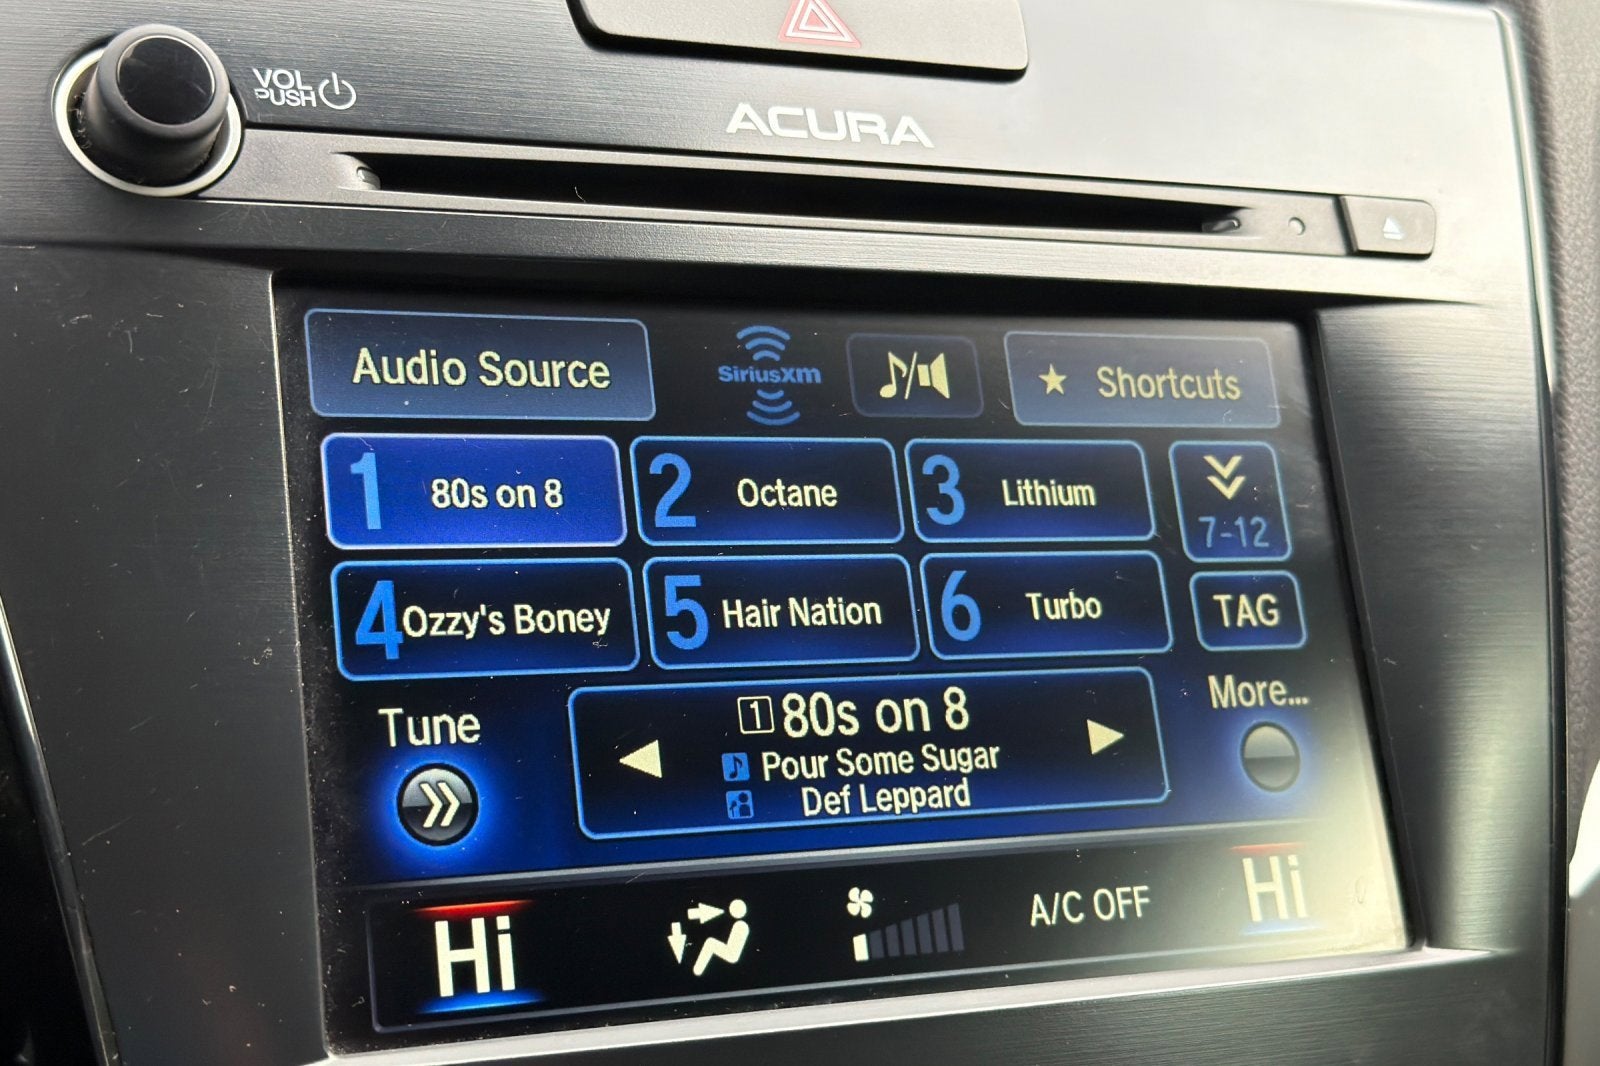 VOL
PUSH
ACURA
Audio Source
SiriusXM
Shortcuts
1 80s on 8
2 Octane
3 Lithium
7-12
4 Ozzy's Boney
5 Hair Nation
6 Turbo
TAG
Tune
1 80s on 8
Pour Some Sugar
Def Leppard
More...
Hi
A/C OFF
Hi